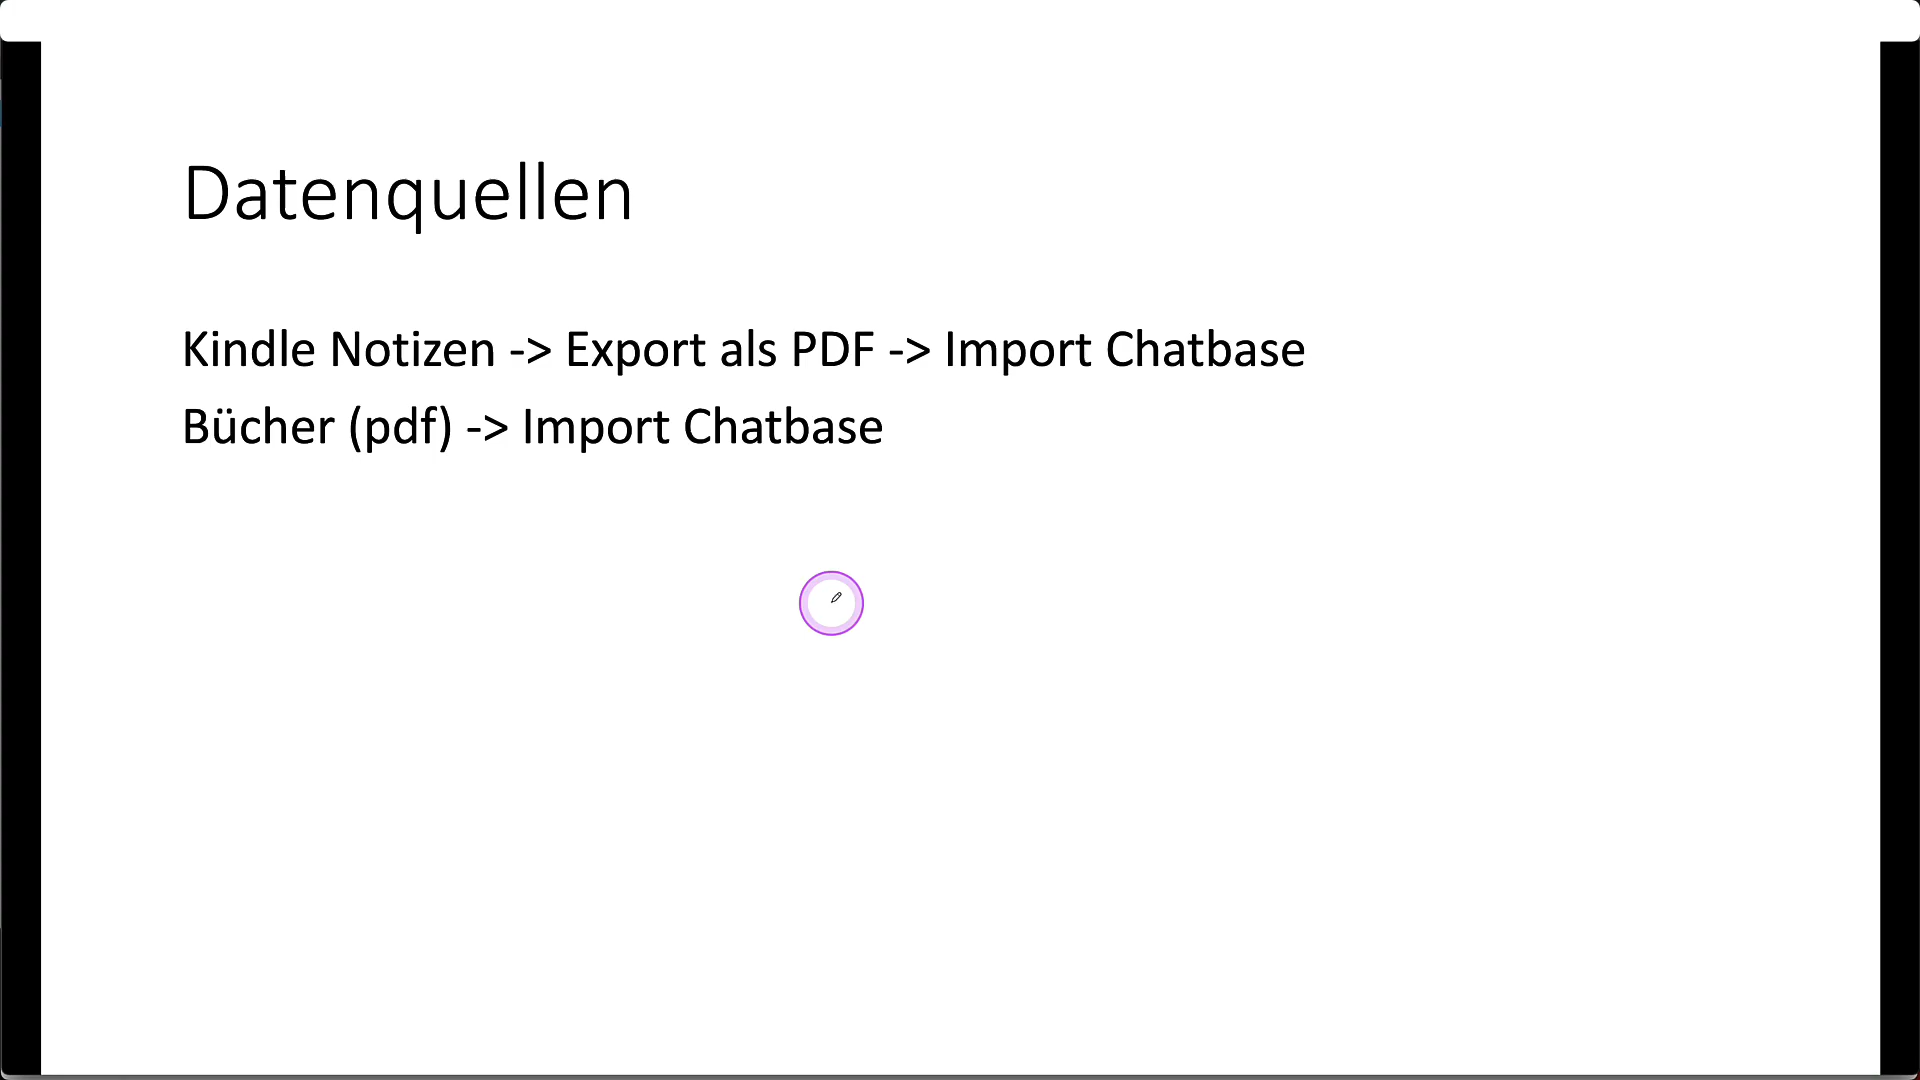 Datenquellen
Kindle Notizen -> Export als PDF -> Import Chatbase
Bücher (pdf) -> Import Chatbase